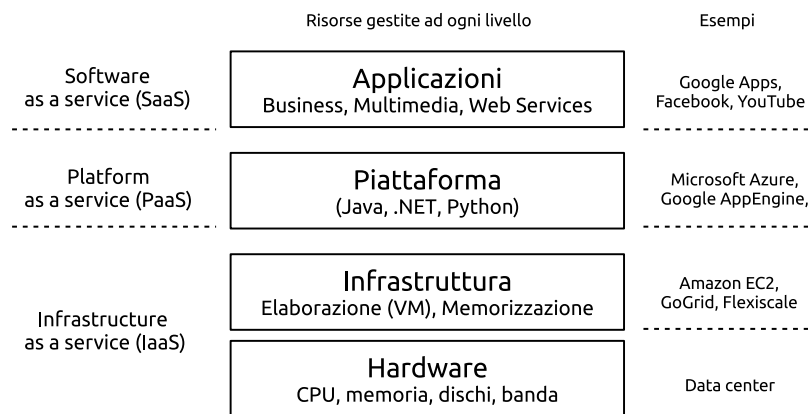 Risorse gestite ad ogni livello
Esempi
Software
as a service (SaaS)
Applicazioni
Business, Multimedia, Web Services
Google Apps,
Facebook, YouTube
Platform
as a service (PaaS)
Piattaforma
(Java, .NET, Python)
Microsoft Azure,
Google AppEngine,
Infrastructure
as a service (IaaS)
Infrastruttura
Elaborazione (VM), Memorizzazione
Amazon EC2,
GoGrid, Flexiscale
Hardware
CPU, memoria, dischi, banda
Data center